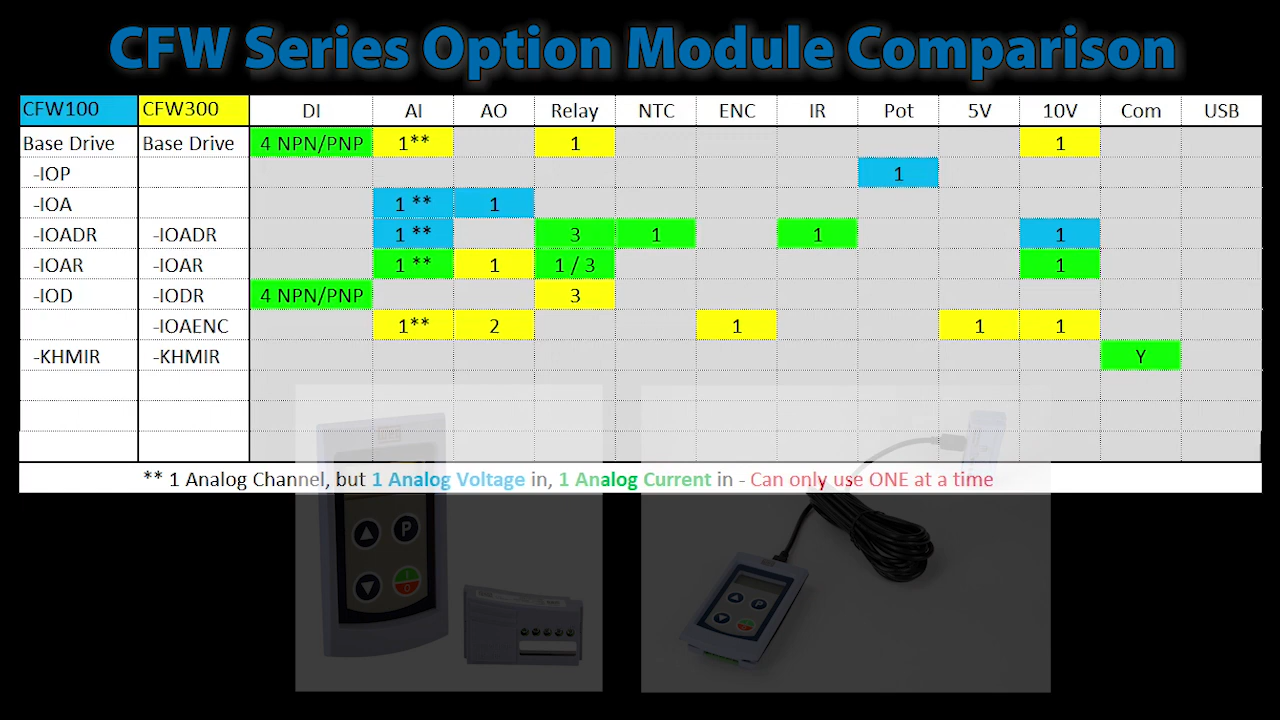 CFW Series Option Module Comparison
CFW100 CFW300 DI AI AO Relay NTC ENC IR Pot 5V 10V Com USB
Base Drive Base Drive 4 NPN/PNP 1** 1 1
-IOP 1
-IOA 1 ** 1
-IOADR -IOADR 1 ** 3 1 1 1
-IOAR -IOAR 1 ** 1 1 / 3 1
-IOD -IODR 4 NPN/PNP 3
-IOAENC 1** 2 1 1 1
-KHMIR -KHMIR Y
** 1 Analog Channel, but 1 Analog Voltage in, 1 Analog Current in - Can only use ONE at a time
P
I
0
P